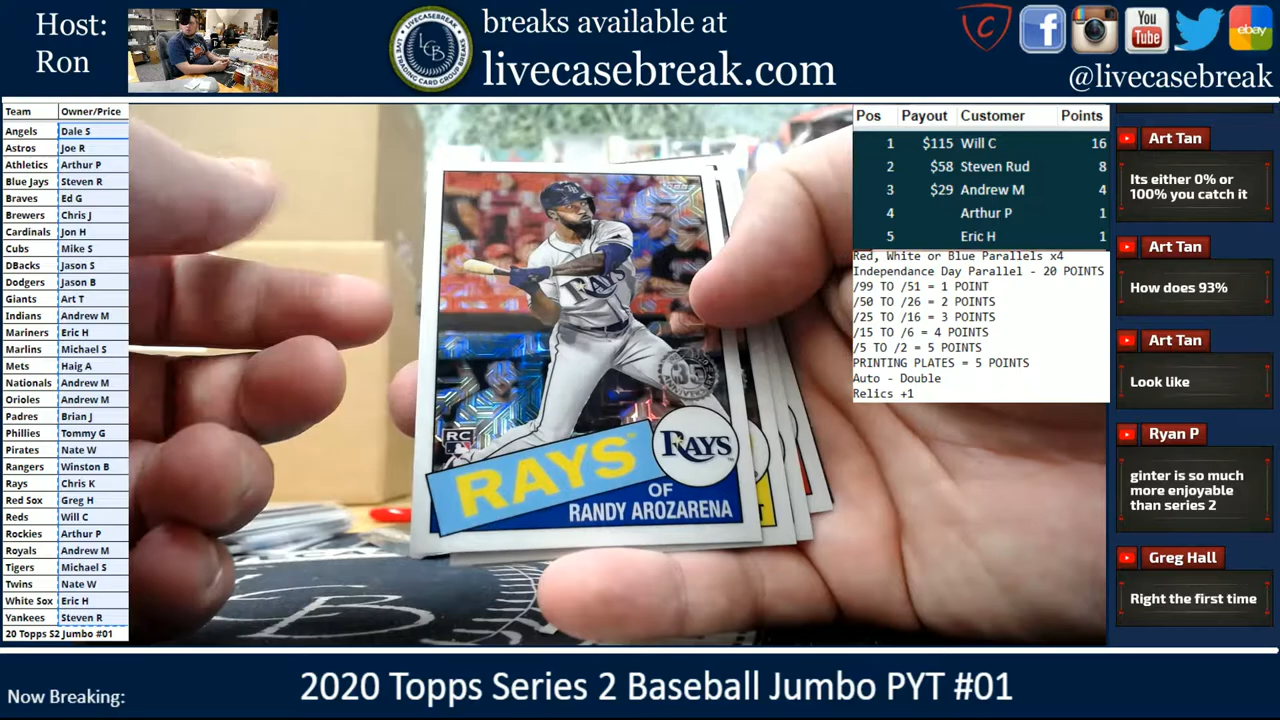 Host:
Ron
LIVECASEBREAK
LCB
LIVE TRADING CARD GROUP BREAKS
breaks available at
livecasebreak.com
C
f
You
Tube
ebay
@livecasebreak
Team Owner/Price
Angels Dale S
Astros Joe R
Athletics Arthur P
Blue Jays Steven R
Braves Ed G
Brewers Chris J
Cardinals Jon H
Cubs Mike S
DBacks Jason S
Dodgers Jason B
Giants Art T
Indians Andrew M
Mariners Eric H
Marlins Michael S
Mets Haig A
Nationals Andrew M
Orioles Andrew M
Padres Brian J
Phillies Tommy G
Pirates Nate W
Rangers Winston B
Rays Chris K
Red Sox Greg H
Reds Will C
Rockies Arthur P
Royals Andrew M
Tigers Michael S
Twins Nate W
White Sox Eric H
Yankees Steven R
20 Topps S2 Jumbo #01
RAYS
35
RC
RAYS
RAYS
OF
RANDY AROZARENA
Pos Payout Customer Points
1 $115 Will C 16
2 $58 Steven Rud 8
3 $29 Andrew M 4
4 Arthur P 1
5 Eric H 1
Red, White or Blue Parallels x4
Independance Day Parallel - 20 POINTS
/99 TO /51 = 1 POINT
/50 TO /26 = 2 POINTS
/25 TO /16 = 3 POINTS
/15 TO /6 = 4 POINTS
/5 TO /2 = 5 POINTS
PRINTING PLATES = 5 POINTS
Auto - Double
Relics +1
Art Tan
Its either 0% or
100% you catch it
Art Tan
How does 93%
Art Tan
Look like
Ryan P
ginter is so much
more enjoyable
than series 2
Greg Hall
Right the first time
Now Breaking:
2020 Topps Series 2 Baseball Jumbo PYT #01